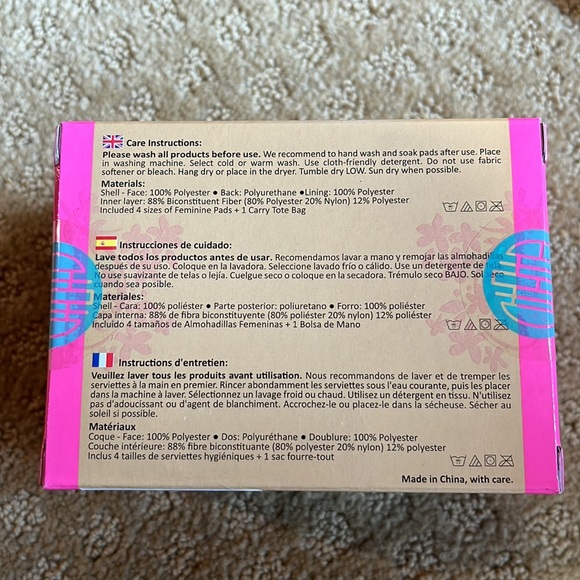 Care Instructions:
Please wash all products before use. We recommend to hand wash and soak pads after use. Place
in washing machine. Select cold or warm wash. Use cloth-friendly detergent. Do not use fabric
softener or bleach. Hang dry or place in the dryer. Tumble dry LOW. Sun dry when possible.
Materials:
Shell - Face: 100% Polyester ● Back: Polyurethane ●Lining: 100% Polyester
Inner layer: 88% Biconstituent Fiber (80% Polyester 20% Nylon) 12% Polyester
Included 4 sizes of Feminine Pads + 1 Carry Tote Bag
Instrucciones de cuidado:
Lave todos los productos antes de usar. Recomendamos lavar a mano y remojar las almohadillas
después de su uso. Coloque en la lavadora. Seleccione lavado frío o cálido. Use un detergente de tela.
No use suavizante de telas o lejía. Cuelgue seco o coloque en la secadora. Trémulo seco BAJO. Sol seco
cuando sea posible.
Materiales:
Shell - Cara: 100% poliéster ● Parte posterior: poliuretano ● Forro: 100% poliéster
Capa interna: 88% de fibra biconstituyente (80% poliéster 20% nylon) 12% poliéster
Incluido 4 tamaños de Almohadillas Femeninas + 1 Bolsa de Mano
Instructions d'entretien:
Veuillez laver tous les produits avant utilisation. Nous recommandons de laver et de tremper les
serviettes à la main en premier. Rincer abondamment les serviettes sous l'eau courante, puis les placer
dans la machine à laver. Sélectionnez un lavage froid ou chaud. Utilisez un détergent en tissu. N'utilisez
pas d'adoucissant ou d'agent de blanchiment. Accrochez-le ou placez-le dans la sécheuse. Sécher au
soleil si possible.
Matériaux
Coque - Face: 100% Polyester ● Dos: Polyuréthane ● Doublure: 100% Polyester
Couche intérieure: 88% fibre biconstituante (80% polyester 20% nylon) 12% polyester
Inclus 4 tailles de serviettes hygiéniques + 1 sac fourre-tout
Made in China, with care.